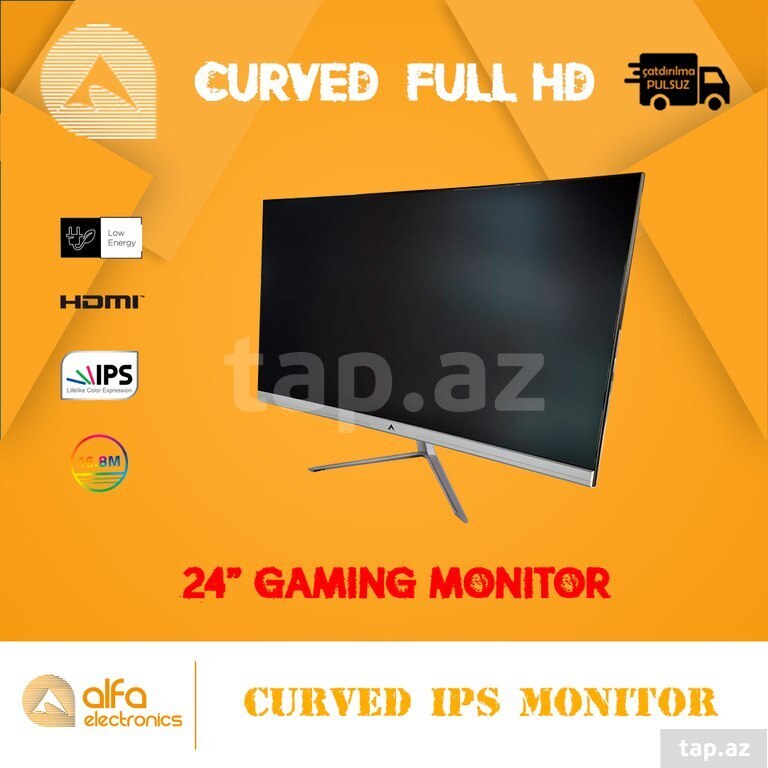 CURVED FULL HD
çatdırılma
PULSUZ
Low
Energy
HDMI™
IPS
Lifelike Color Expression
16.8M
tap.az
24” GAMING MONITOR
alfa
electronics
CURVED IPS MONITOR
tap.az